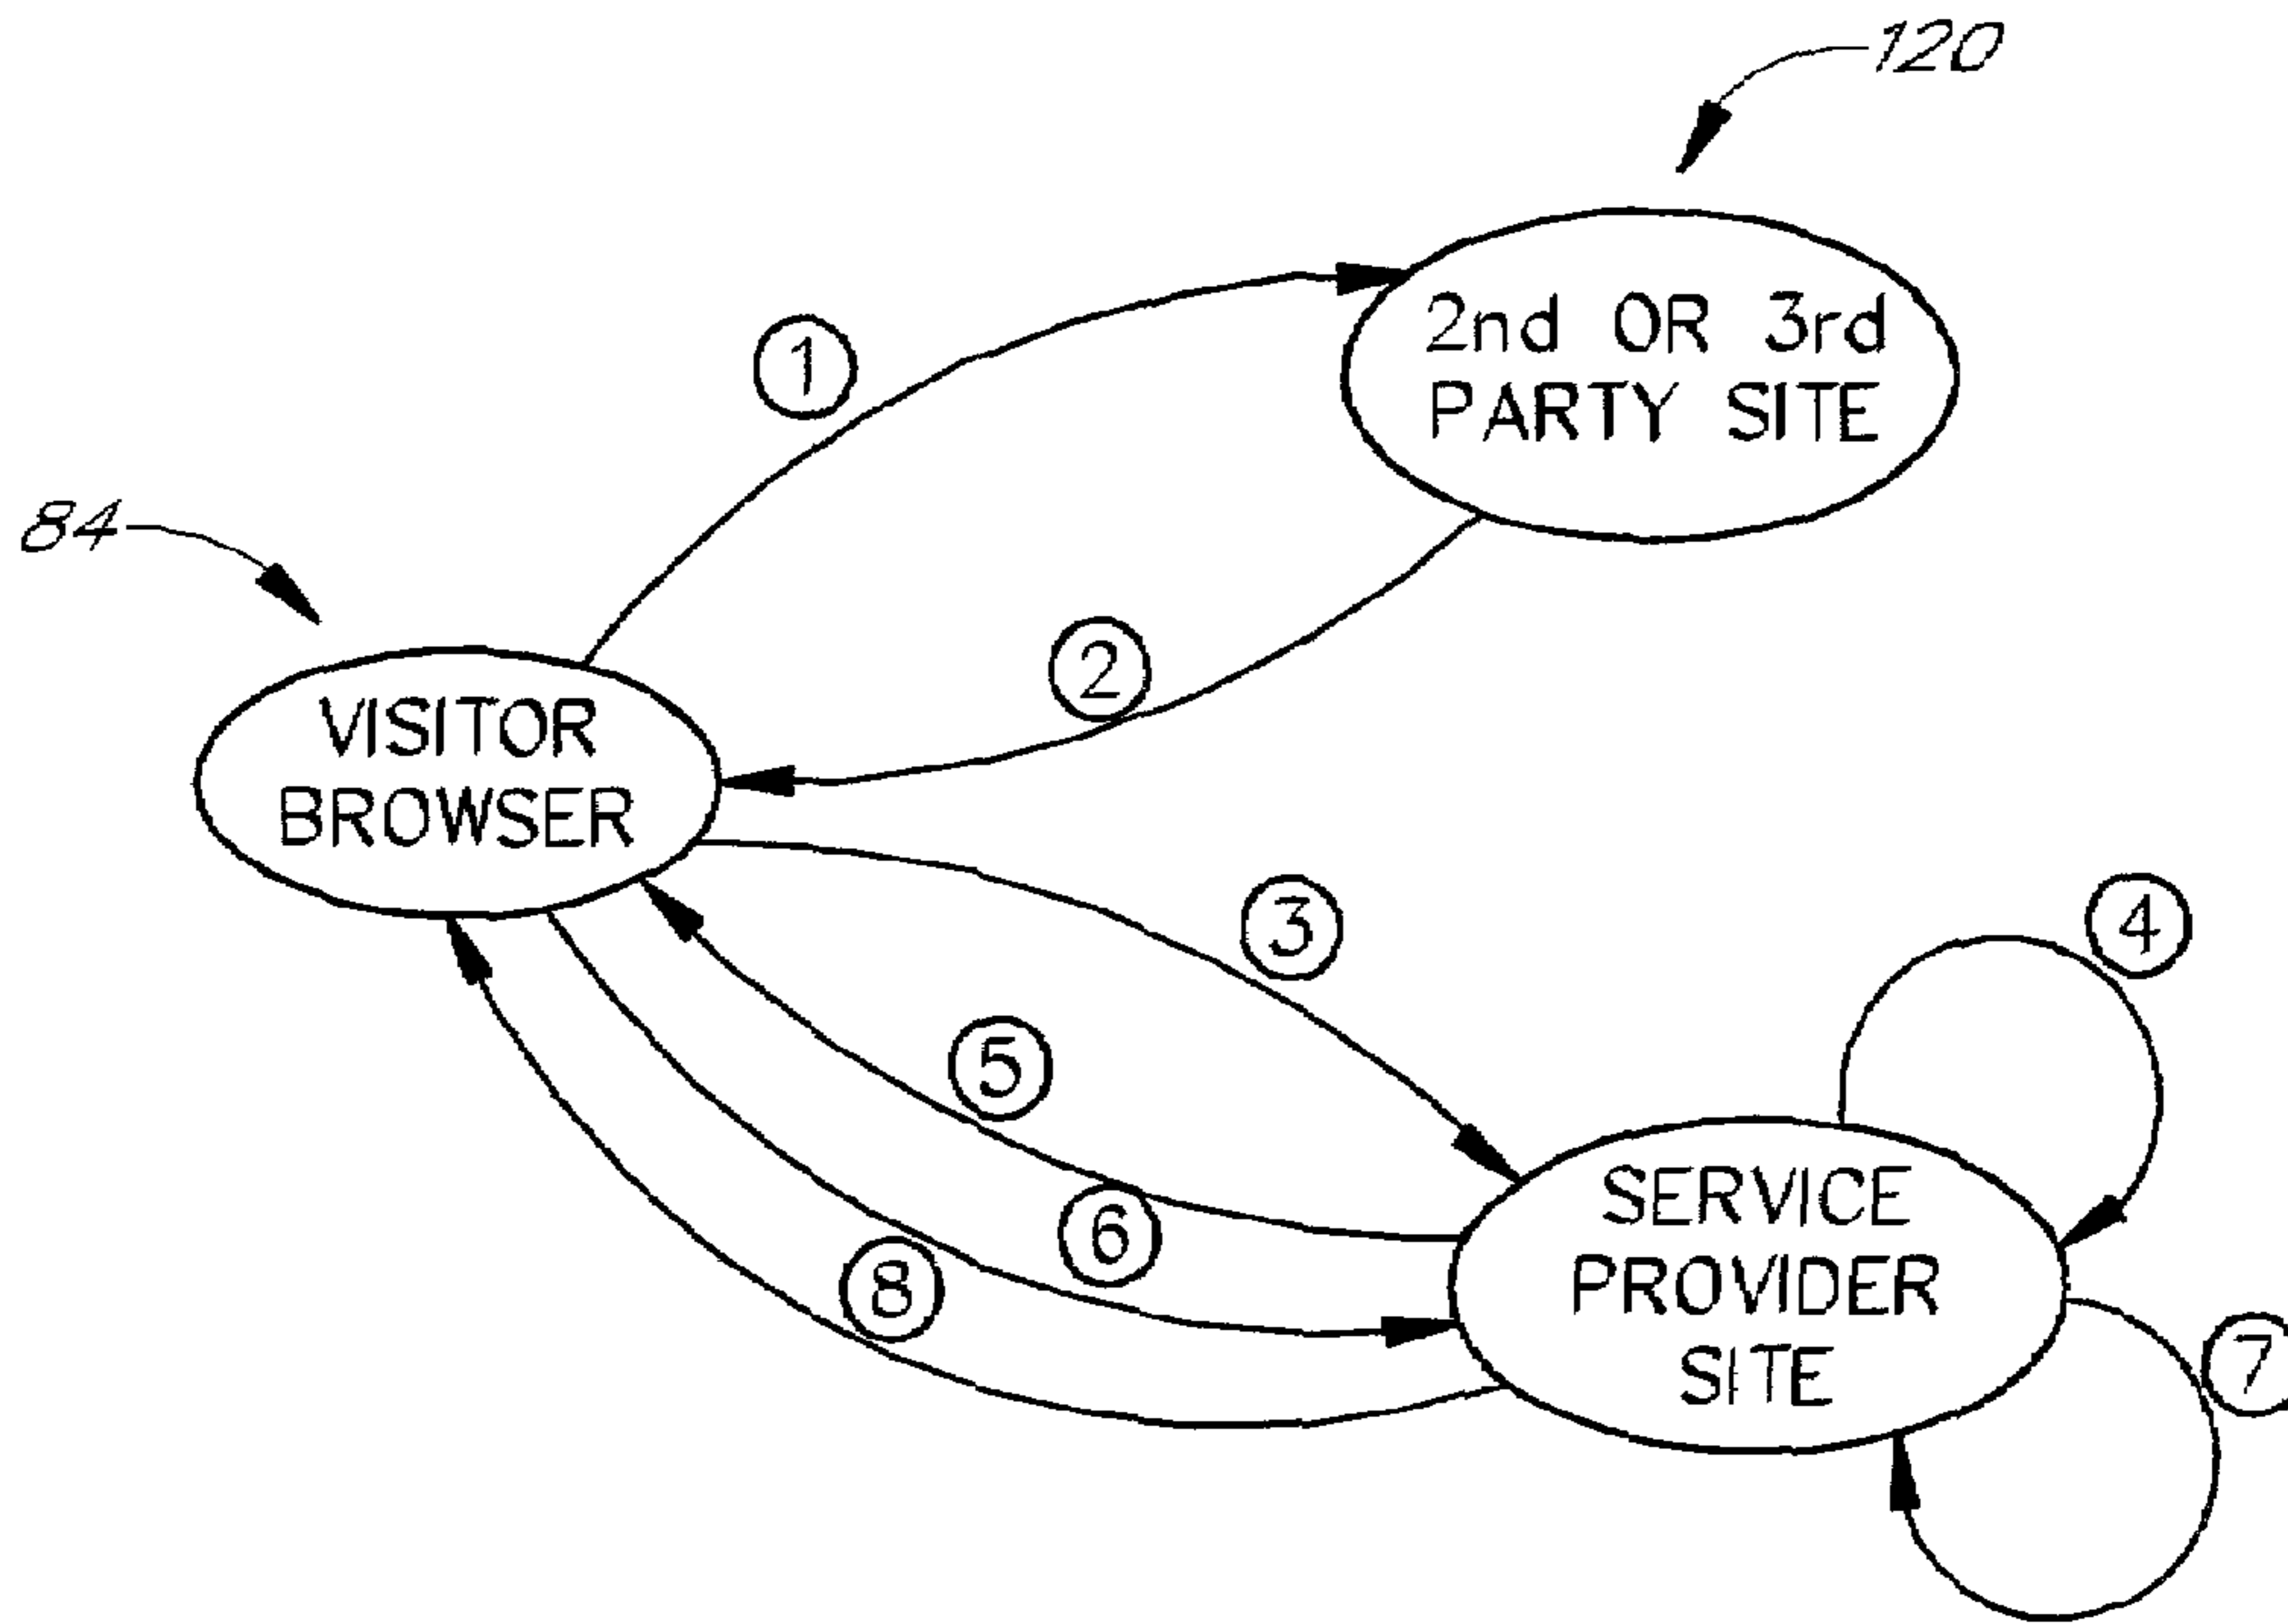 120
1
2nd OR 3rd
PARTY SITE
84
2
VISITOR
BROWSER
3
4
5
6
8
SERVICE
PROVIDER
SITE
7